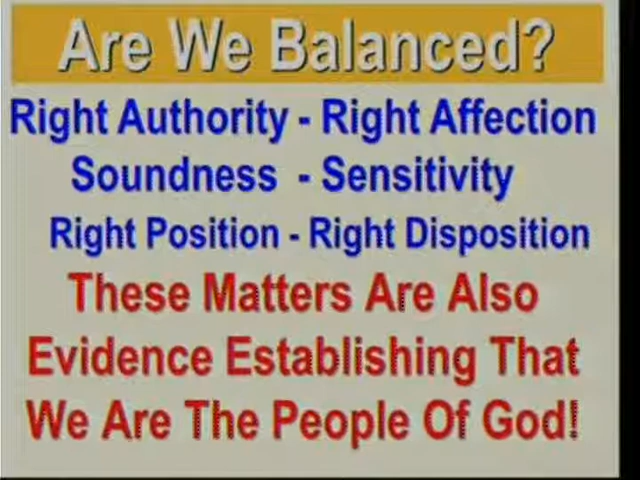 Are We Balanced?
Right Authority - Right Affection
Soundness - Sensitivity
Right Position - Right Disposition
These Matters Are Also
Evidence Establishing That
We Are The People Of God!